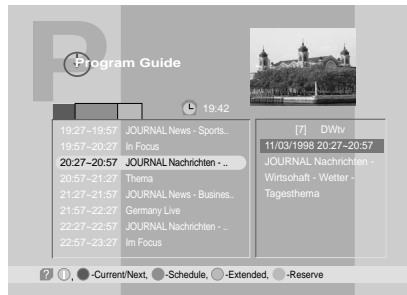 P
Program Guide
19:42
19:27~19:57 JOURNAL News - Sports..
19:57~20:27 In Focus
20:27~20:57 JOURNAL Nachrichten - ..
20:57~21:27 Thema
21:27~21:57 JOURNAL News - Busines..
21:57~22:27 Germany Live
22:27~22:57 JOURNAL Nachrichten - ..
22:57~23:27 Im Focus
[7] DWtv
11/03/1998 20:27~20:57
JOURNAL Nachrichten -
Wirtschaft - Wetter -
Tagesthema
? i, -Current/Next, -Schedule, -Extended, -Reserve